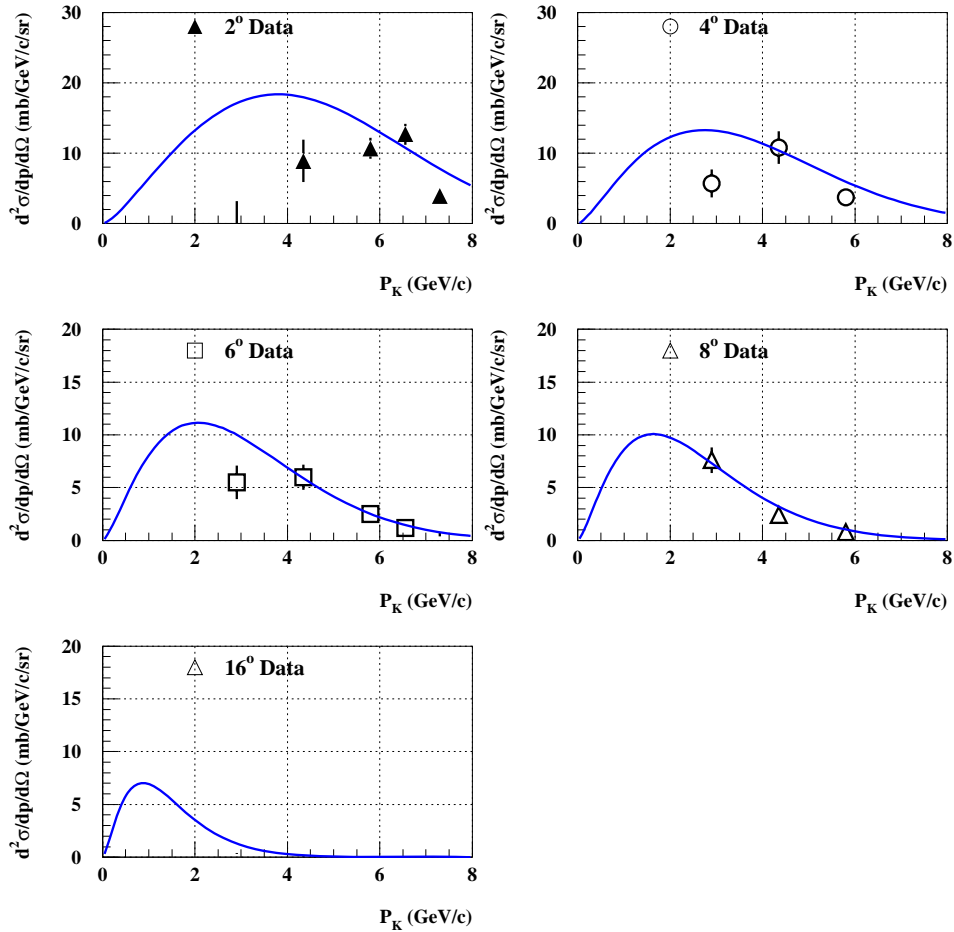 d²σ/dp/dΩ (mb/GeV/c/sr)
30
20
10
0
2° Data
0 2 4 6 8
P_K (GeV/c)
d²σ/dp/dΩ (mb/GeV/c/sr)
30
20
10
0
4° Data
0 2 4 6 8
P_K (GeV/c)
d²σ/dp/dΩ (mb/GeV/c/sr)
20
15
10
5
0
6° Data
0 2 4 6 8
P_K (GeV/c)
d²σ/dp/dΩ (mb/GeV/c/sr)
20
15
10
5
0
8° Data
0 2 4 6 8
P_K (GeV/c)
d²σ/dp/dΩ (mb/GeV/c/sr)
20
15
10
5
0
16° Data
0 2 4 6 8
P_K (GeV/c)